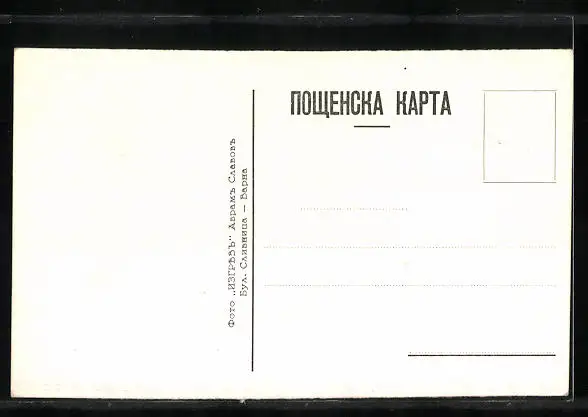 ПОЩЕНСКА КАРТА
Фото „ИЗГРѢВЪ" Аврамъ Славовъ
Бул. Сливница — Варна